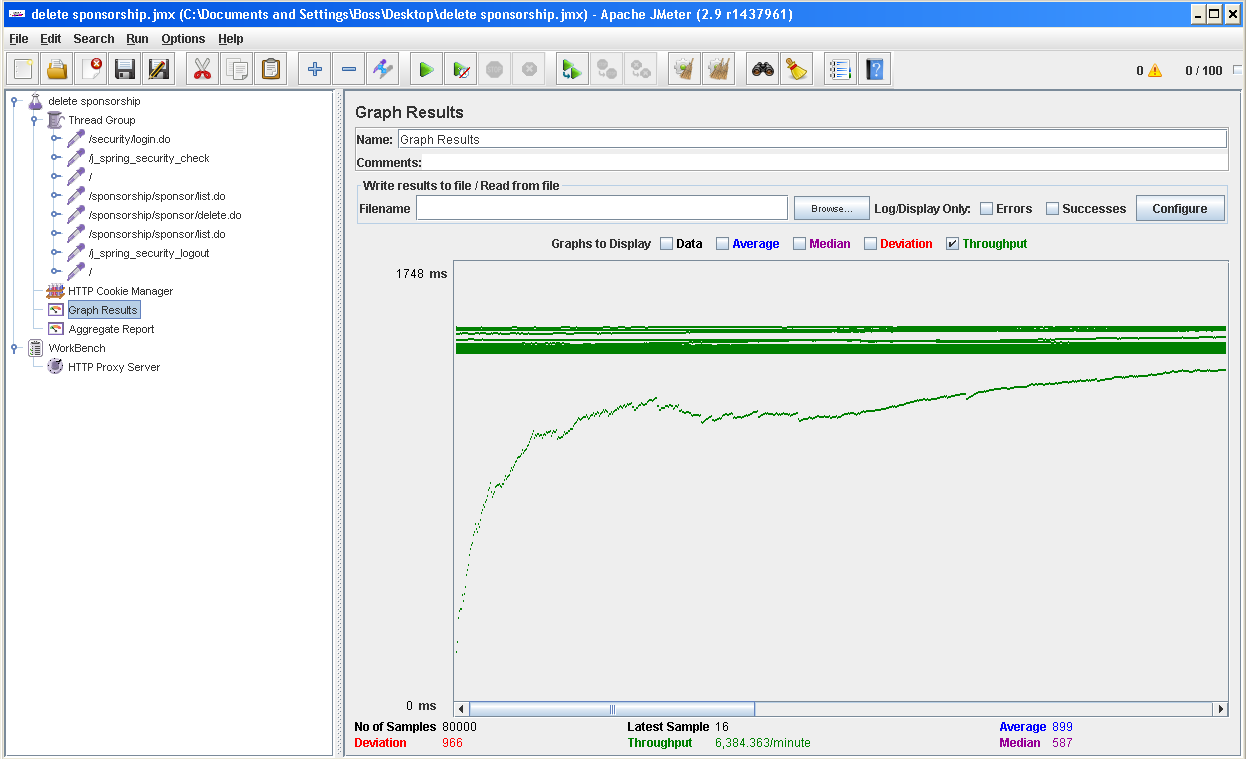 delete sponsorship.jmx (C:\Documents and Settings\Boss\Desktop\delete sponsorship.jmx) - Apache JMeter (2.9 r1437961)
File Edit Search Run Options Help
0 0 / 100
delete sponsorship
Thread Group
/security/login.do
/j_spring_security_check
/
/sponsorship/sponsor/list.do
/sponsorship/sponsor/delete.do
/sponsorship/sponsor/list.do
/j_spring_security_logout
/
HTTP Cookie Manager
Graph Results
Aggregate Report
WorkBench
HTTP Proxy Server
Graph Results
Name: Graph Results
Comments:
Write results to file / Read from file
Filename Browse... Log/Display Only: Errors Successes Configure
Graphs to Display Data Average Median Deviation Throughput
1748 ms
0 ms
No of Samples 80000 Latest Sample 16 Average 899
Deviation 966 Throughput 6,384.363/minute Median 587